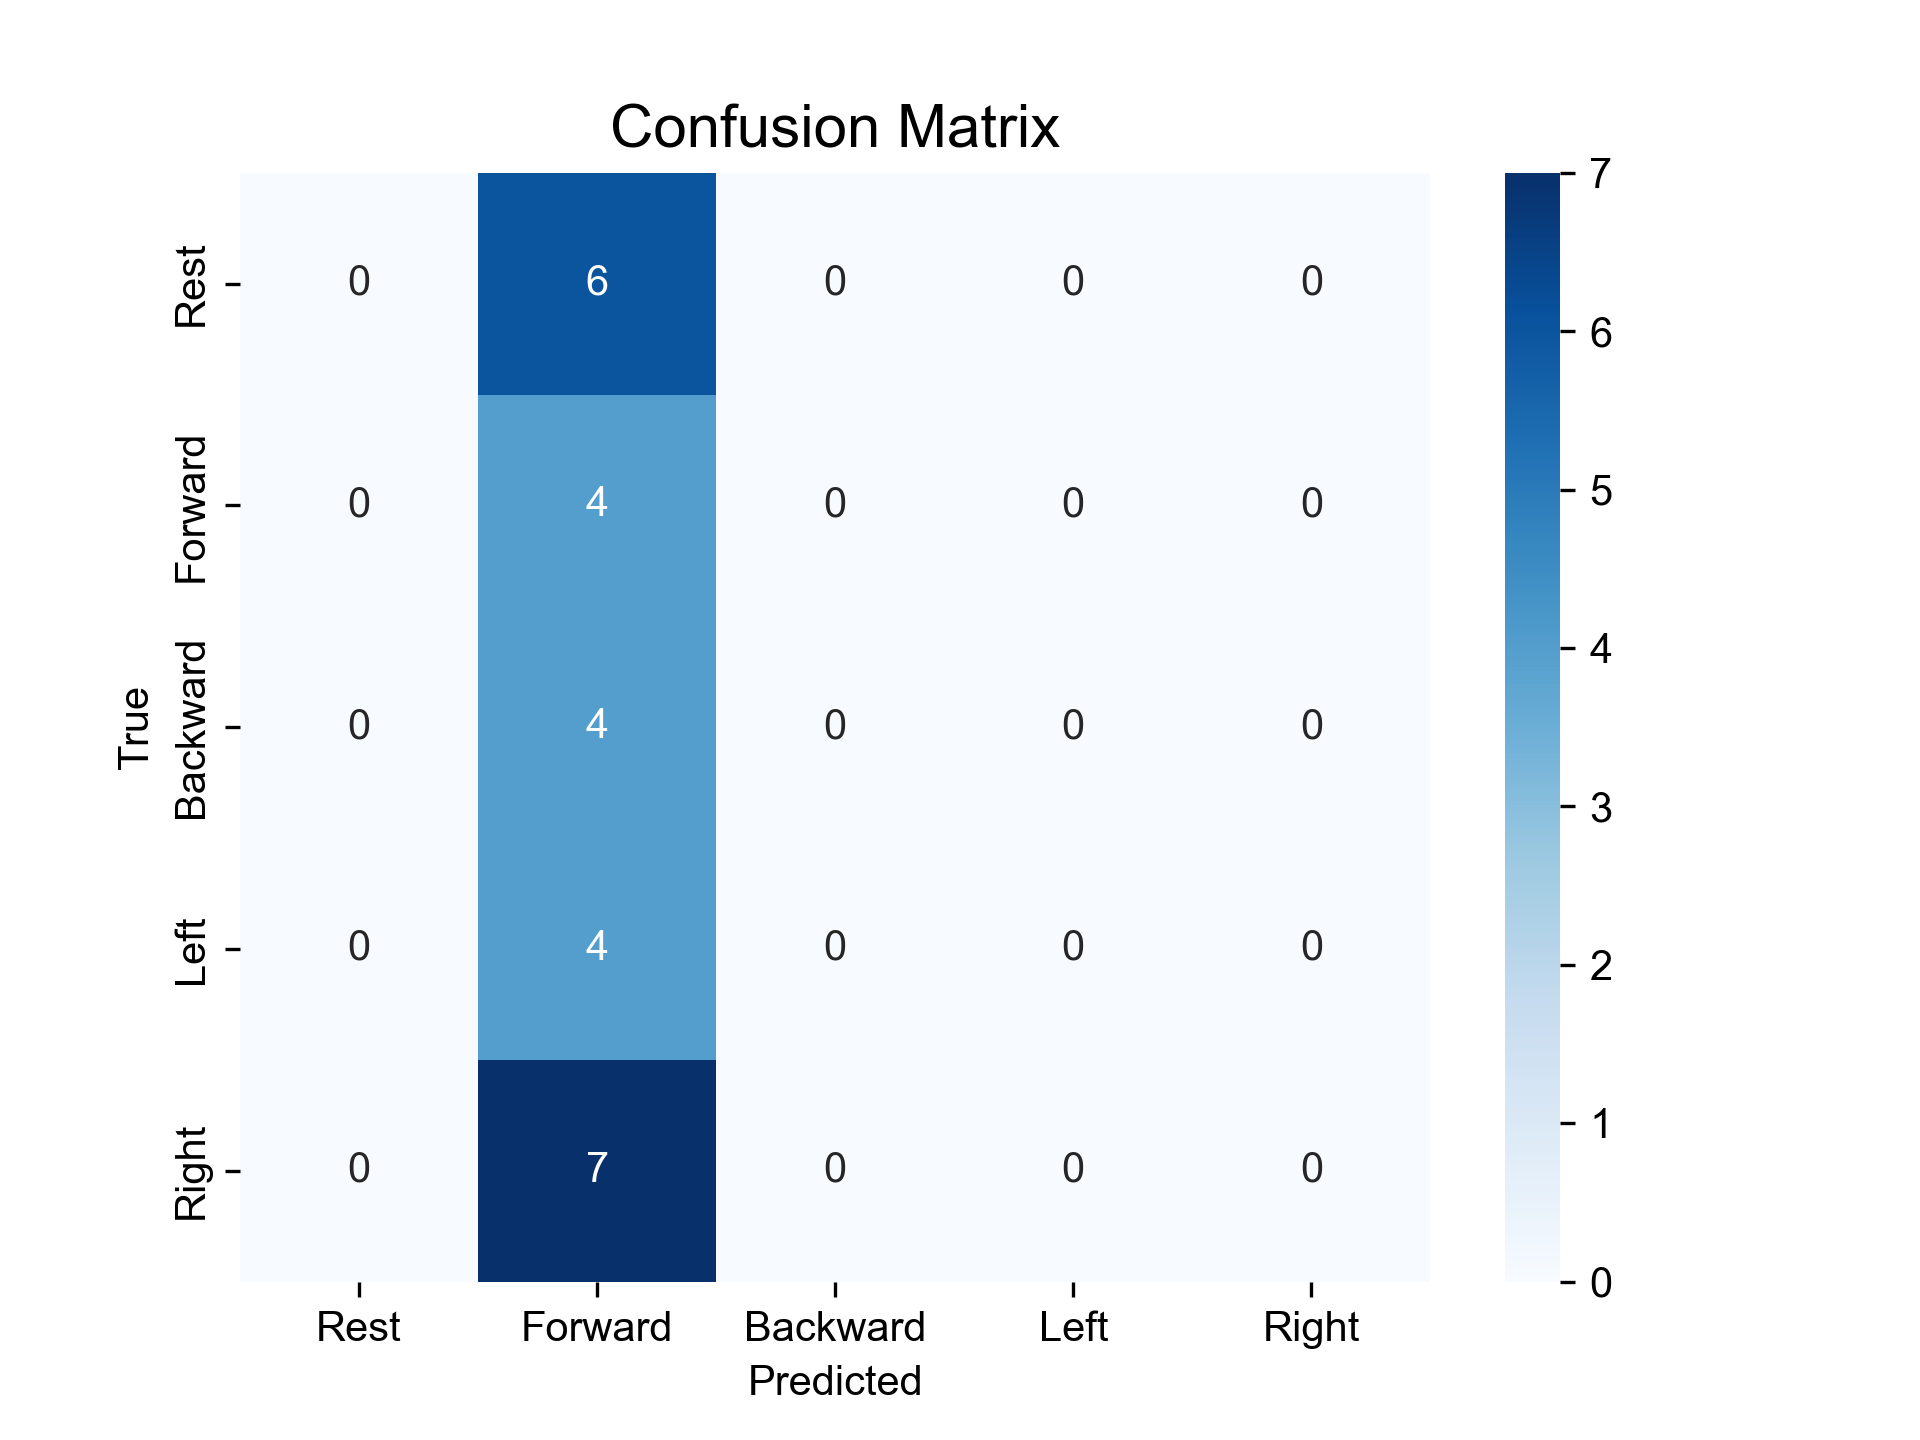 Confusion Matrix
Rest 0 6 0 0 0
Forward 0 4 0 0 0
Backward 0 4 0 0 0
Left 0 4 0 0 0
Right 0 7 0 0 0
True
Rest Forward Backward Left Right
Predicted
7
6
5
4
3
2
1
0